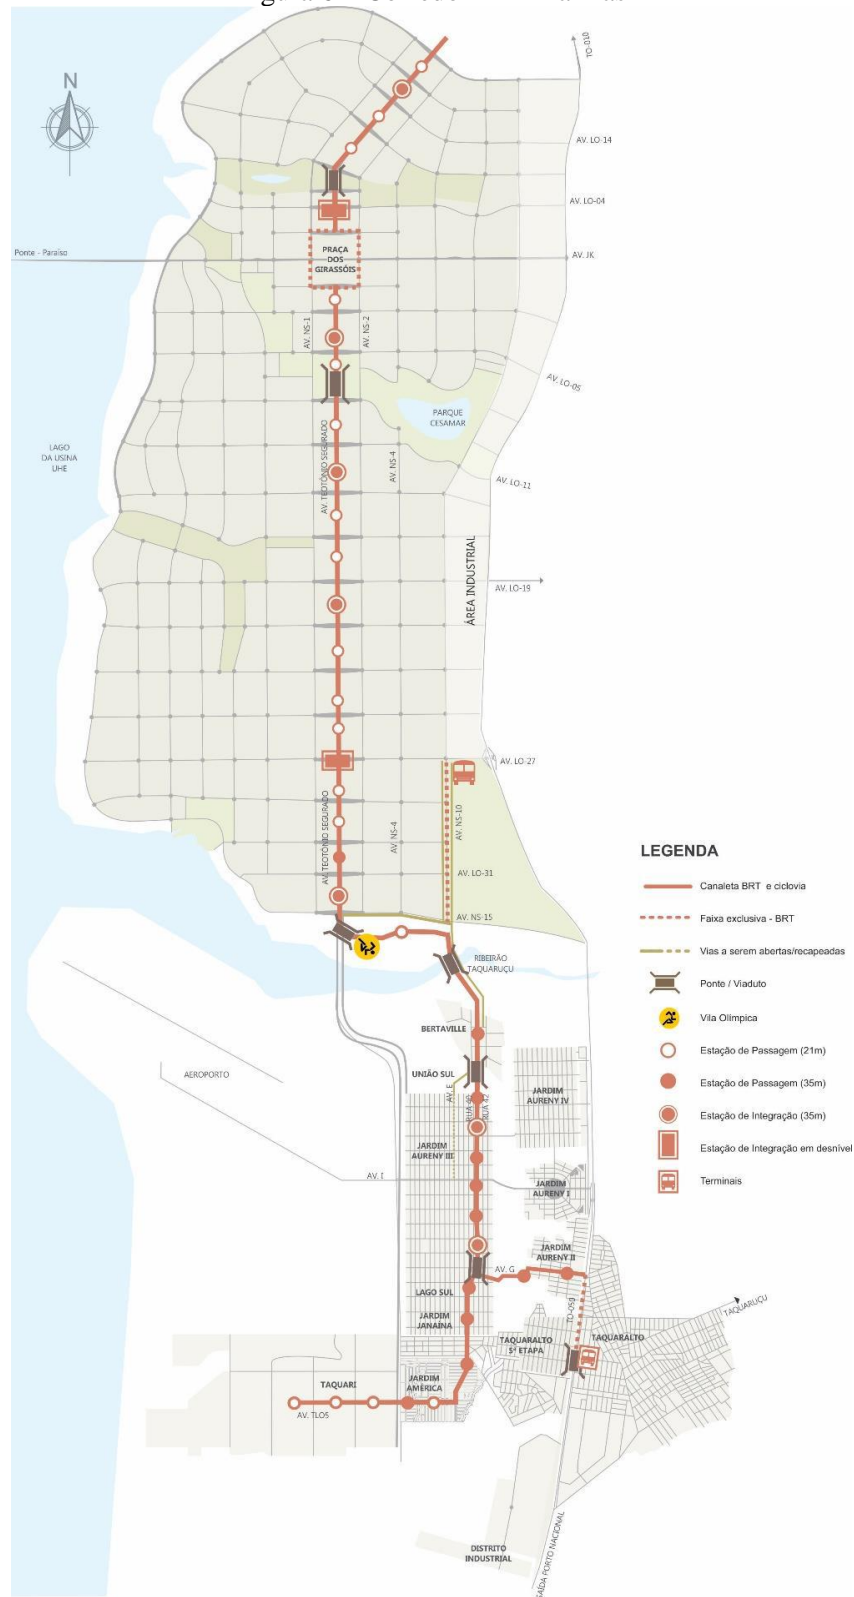 N
TO-010
AV. LO-14
AV. LO-04
Ponte - Paraíso
PRAÇA
DOS
GIRASSÓIS
AV. JK
AV. NS-1
AV. NS-2
AV. LO-05
PARQUE
CESAMAR
LAGO
DA USINA
UHE
AV. TEOTÔNIO SEGURADO
AV. NS-4
AV. LO-11
ÁREA INDUSTRIAL
AV. LO-19
AV. LO-27
AV. TEOTÔNIO SEGURADO
AV. NS-4
AV. NS-10
AV. LO-31
AV. NS-15
LEGENDA
Canaleta BRT e ciclovia
Faixa exclusiva - BRT
Vias a serem abertas/recapeadas
Ponte / Viaduto
Vila Olímpica
Estação de Passagem (21m)
Estação de Passagem (35m)
Estação de Integração (35m)
Estação de Integração em desnível
Terminais
RIBEIRÃO
TAQUARUÇU
BERTAVILLE
AEROPORTO
UNIÃO SUL
AV. E
RUA 40
RUA 42
JARDIM
AURENY IV
JARDIM
AURENY III
AV. I
JARDIM
AURENY I
JARDIM
AURENY II
AV. G
LAGO SUL
JARDIM
JANAÍNA
TO-050
TAQUARUÇU
TAQUARALTO
5ª ETAPA
TAQUARALTO
TAQUARI
JARDIM
AMÉRICA
AV. TLO5
DISTRITO
INDUSTRIAL
SAÍDA PORTO NACIONAL